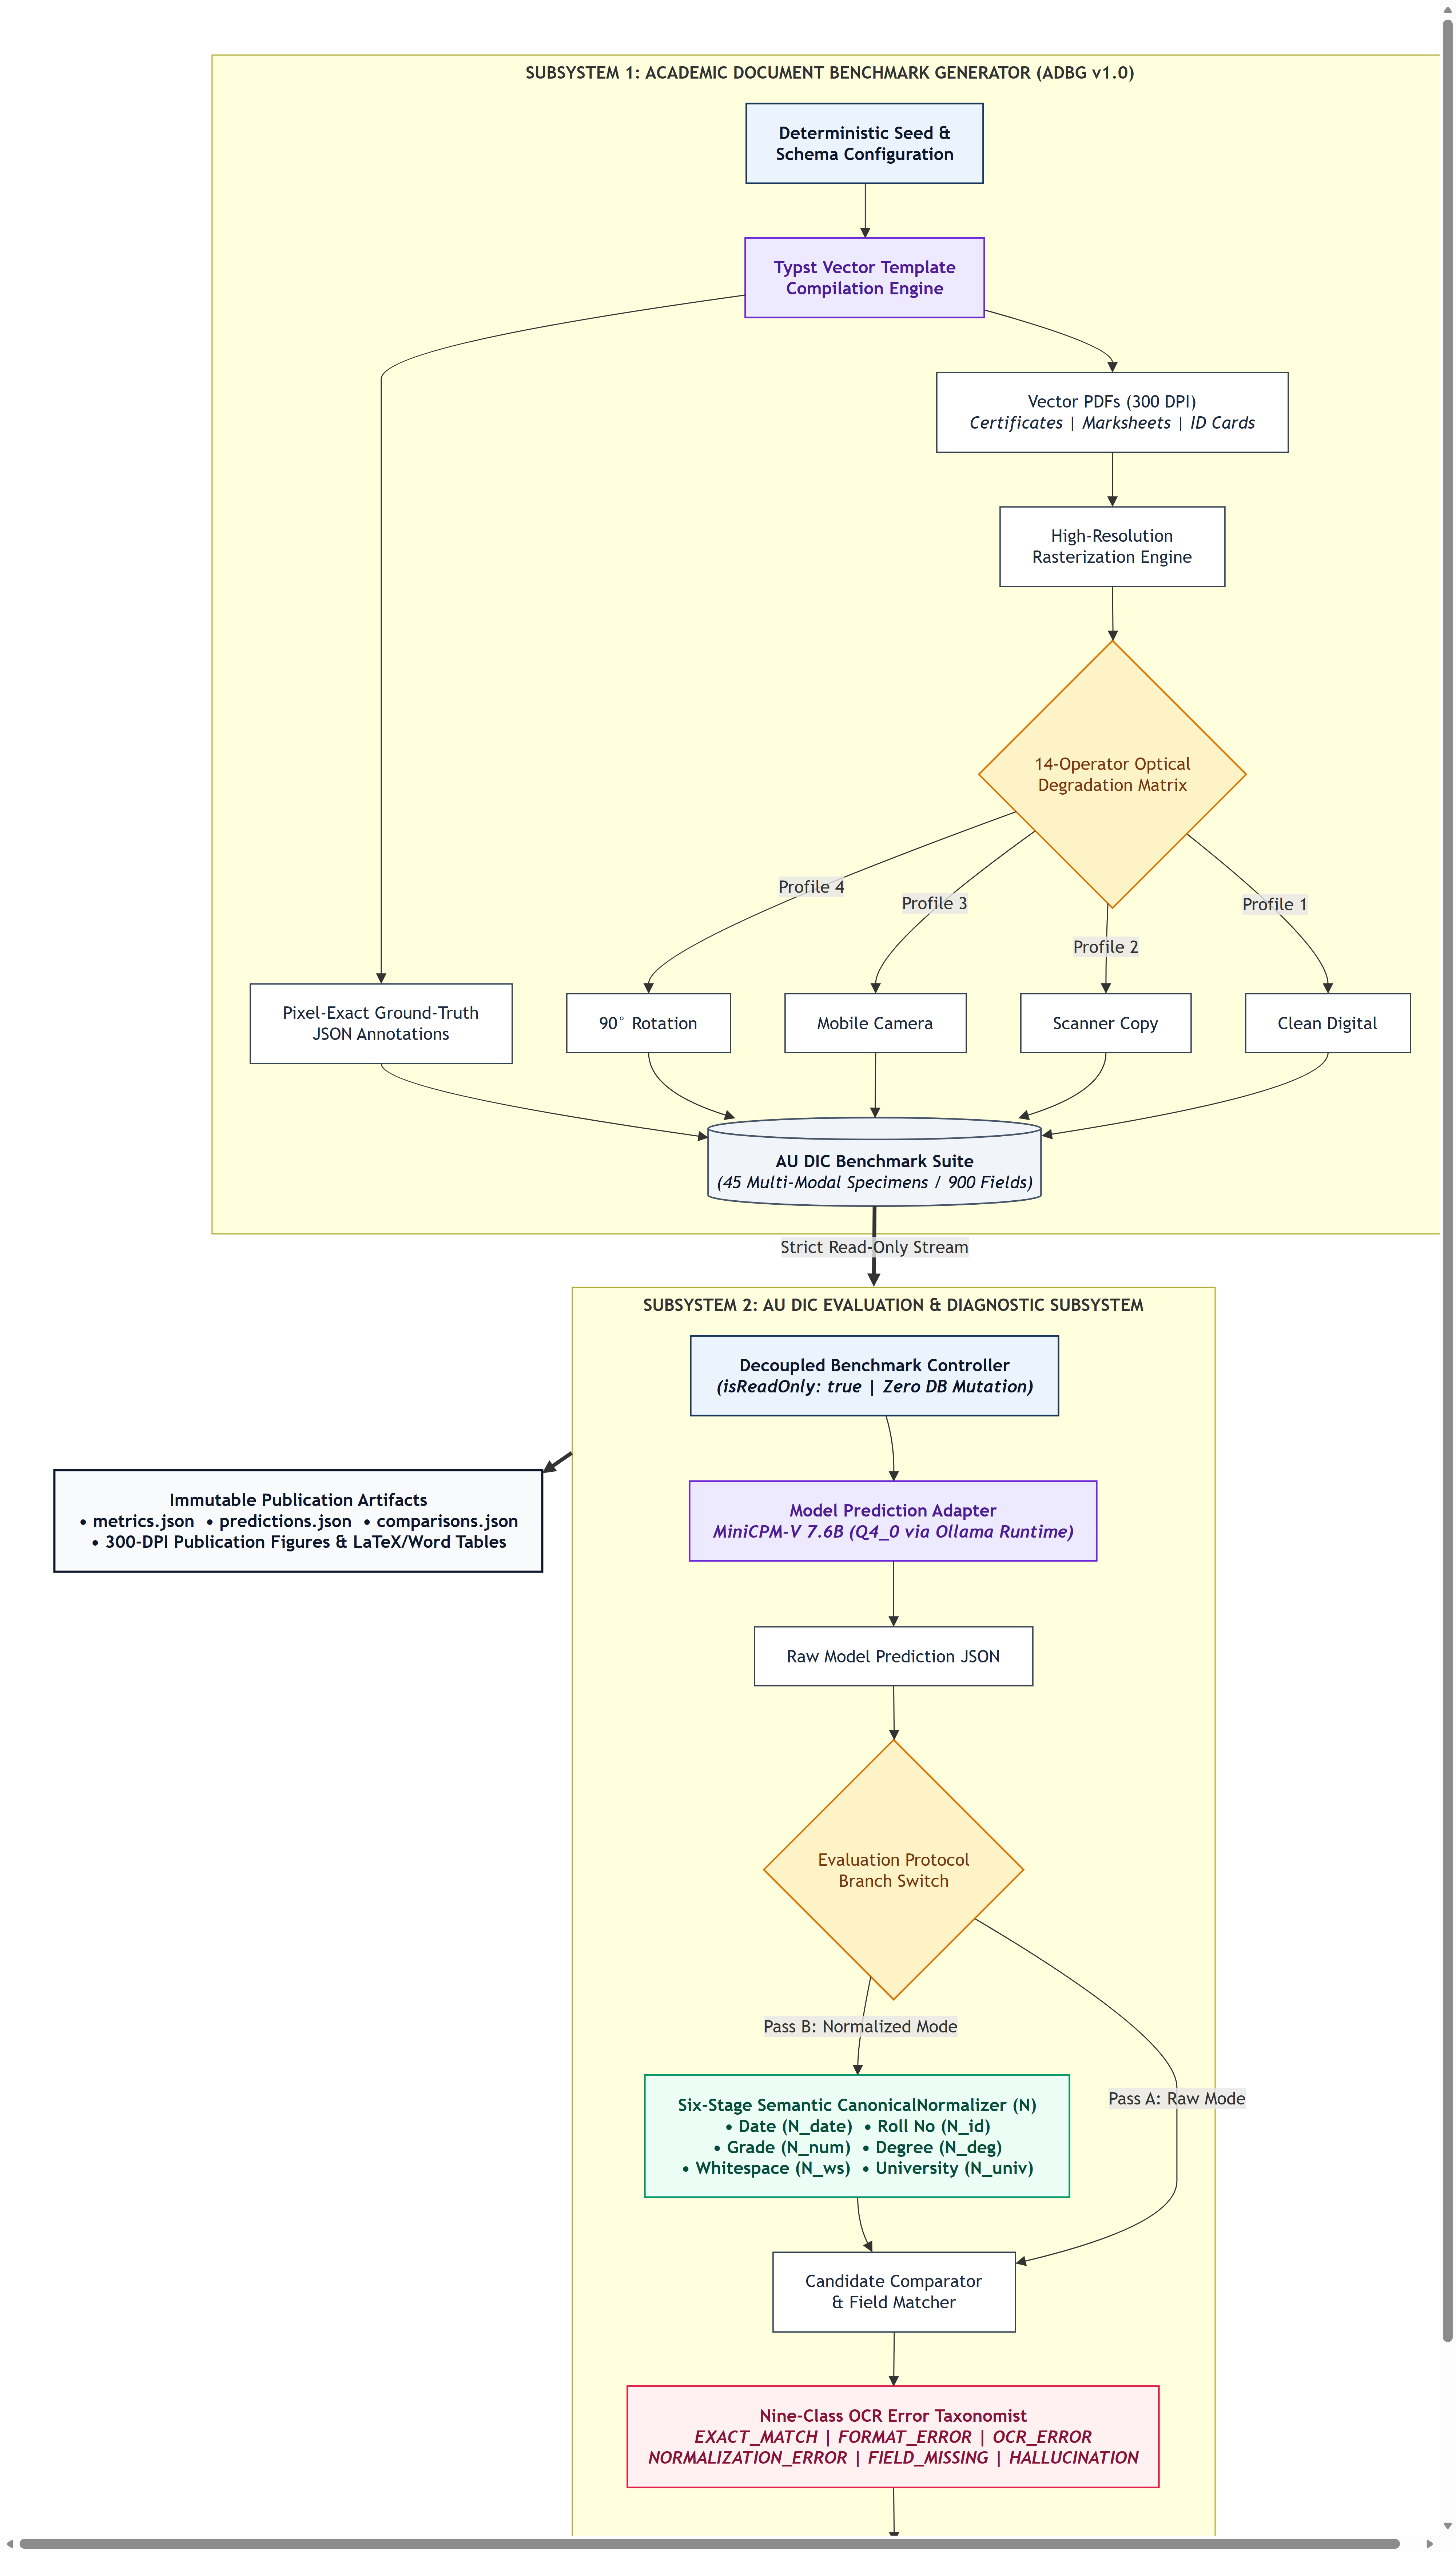 SUBSYSTEM 1: ACADEMIC DOCUMENT BENCHMARK GENERATOR (ADBG v1.0)
Deterministic Seed &
Schema Configuration
Typst Vector Template
Compilation Engine
Vector PDFs (300 DPI)
Certificates | Marksheets | ID Cards
High-Resolution
Rasterization Engine
14-Operator Optical
Degradation Matrix
Profile 4
Profile 3
Profile 2
Profile 1
Pixel-Exact Ground-Truth
JSON Annotations
90° Rotation
Mobile Camera
Scanner Copy
Clean Digital
AU DIC Benchmark Suite
(45 Multi-Modal Specimens / 900 Fields)
Strict Read-Only Stream
SUBSYSTEM 2: AU DIC EVALUATION & DIAGNOSTIC SUBSYSTEM
Decoupled Benchmark Controller
(isReadOnly: true | Zero DB Mutation)
Immutable Publication Artifacts
• metrics.json • predictions.json • comparisons.json
• 300-DPI Publication Figures & LaTeX/Word Tables
Model Prediction Adapter
MiniCPM-V 7.6B (Q4_0 via Ollama Runtime)
Raw Model Prediction JSON
Evaluation Protocol
Branch Switch
Pass B: Normalized Mode
Pass A: Raw Mode
Six-Stage Semantic CanonicalNormalizer (N)
• Date (N_date) • Roll No (N_id)
• Grade (N_num) • Degree (N_deg)
• Whitespace (N_ws) • University (N_univ)
Candidate Comparator
& Field Matcher
Nine-Class OCR Error Taxonomist
EXACT_MATCH | FORMAT_ERROR | OCR_ERROR
NORMALIZATION_ERROR | FIELD_MISSING | HALLUCINATION